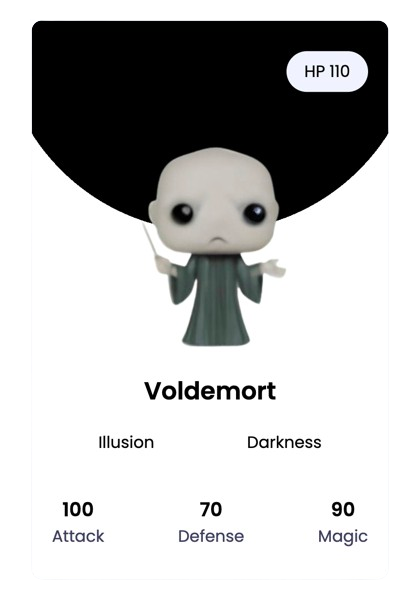 HP 110
Voldemort
Illusion Darkness
100 70 90
Attack Defense Magic